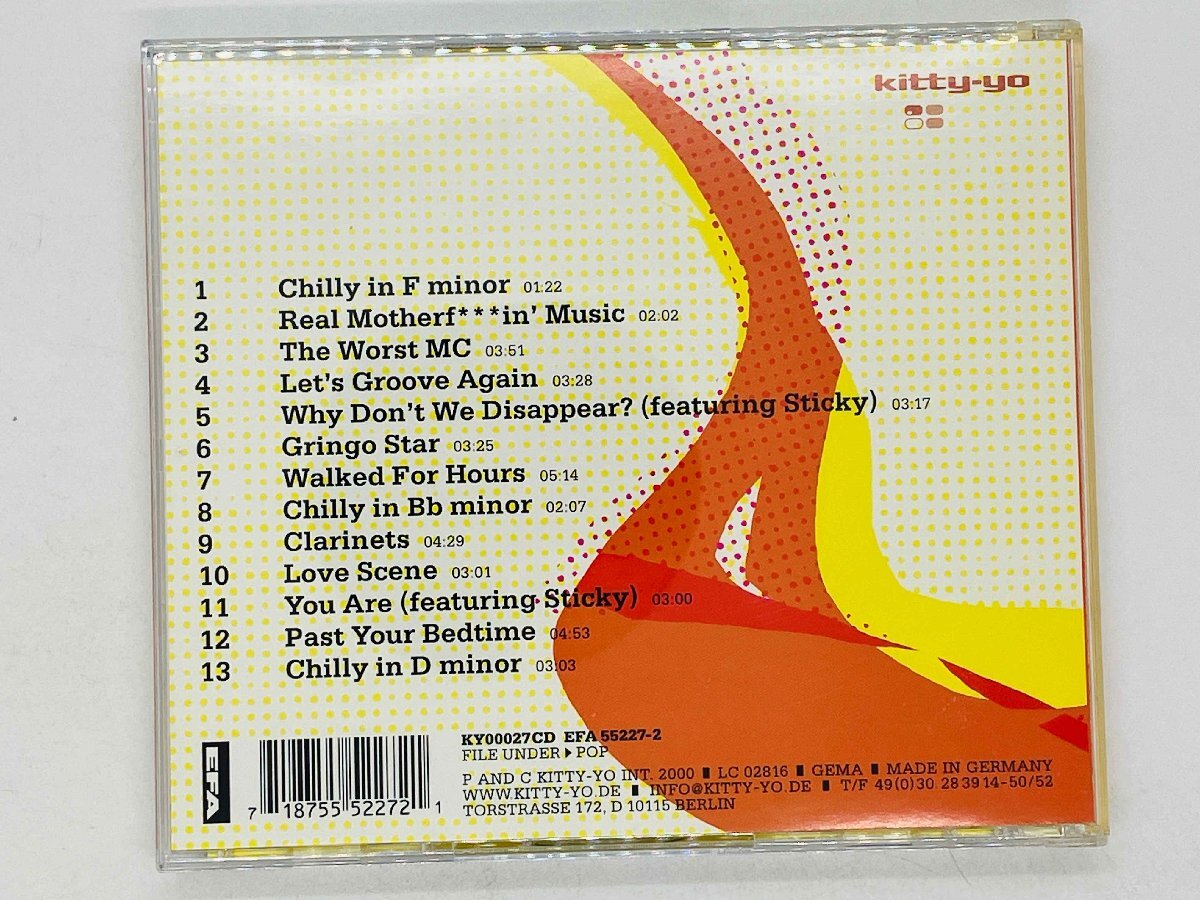 kitty-yo
1 Chilly in F minor 01:22
2 Real Motherf***in' Music 02:02
3 The Worst MC 03:51
4 Let's Groove Again 03:28
5 Why Don't We Disappear? (featuring Sticky) 03:17
6 Gringo Star 03:25
7 Walked For Hours 05:14
8 Chilly in Bb minor 02:07
9 Clarinets 04:29
10 Love Scene 03:01
11 You Are (featuring Sticky) 03:00
12 Past Your Bedtime 04:53
13 Chilly in D minor 03:03
EFA
7 18755 52272 1
KY00027CD EFA 55227-2
FILE UNDER ▶ POP
P AND C KITTY-YO INT. 2000 ▮ LC 02816 ▮ GEMA ▮ MADE IN GERMANY
WWW.KITTY-YO.DE ▮ INFO@KITTY-YO.DE ▮ T/F 49(0)30 28 39 14-50/52
TORSTRASSE 172, D 10115 BERLIN